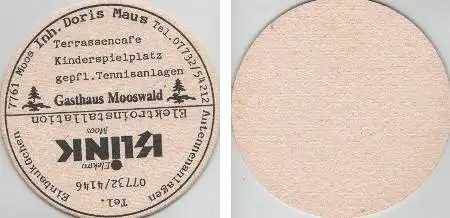 7761 Moos Inh. Doris Maus Tel. 07732/54212
Terrassencafe
Kinderspielplatz
gepfl. Tennisanlagen
Gasthaus Mooswald
Einbauküchen Elektroinstallation Antennenanlagen
Elektro
KLINK
Moos
Tel. 07732/4146